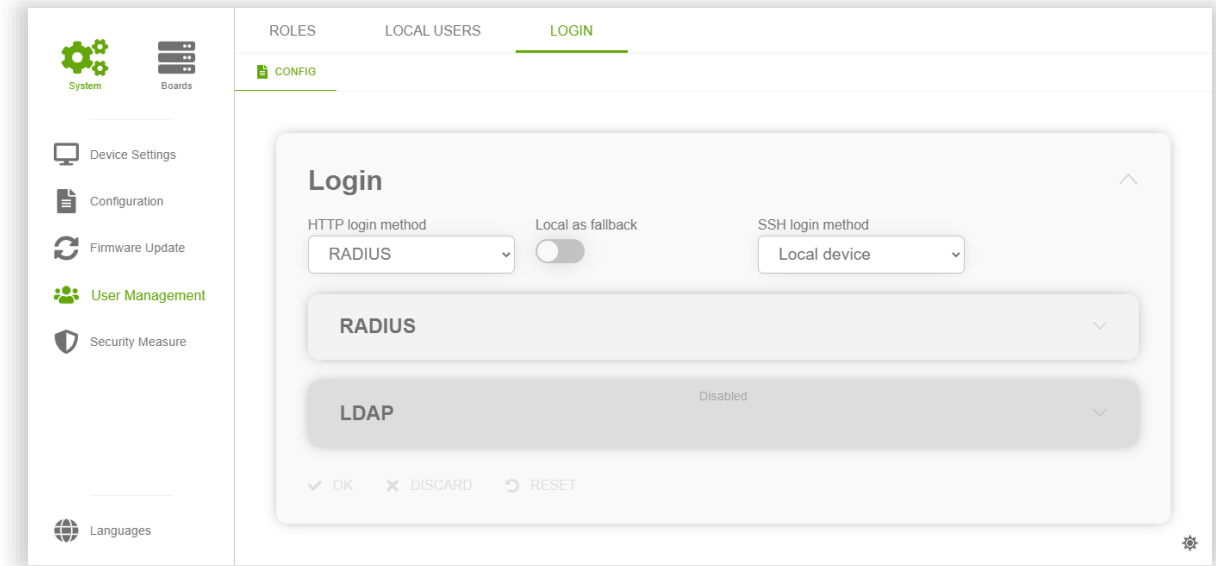 ROLES LOCAL USERS LOGIN
System Boards
CONFIG
Device Settings
Configuration
Firmware Update
User Management
Security Measure
Languages
Login
HTTP login method Local as fallback SSH login method
RADIUS Local device
RADIUS
Disabled
LDAP
OK DISCARD RESET